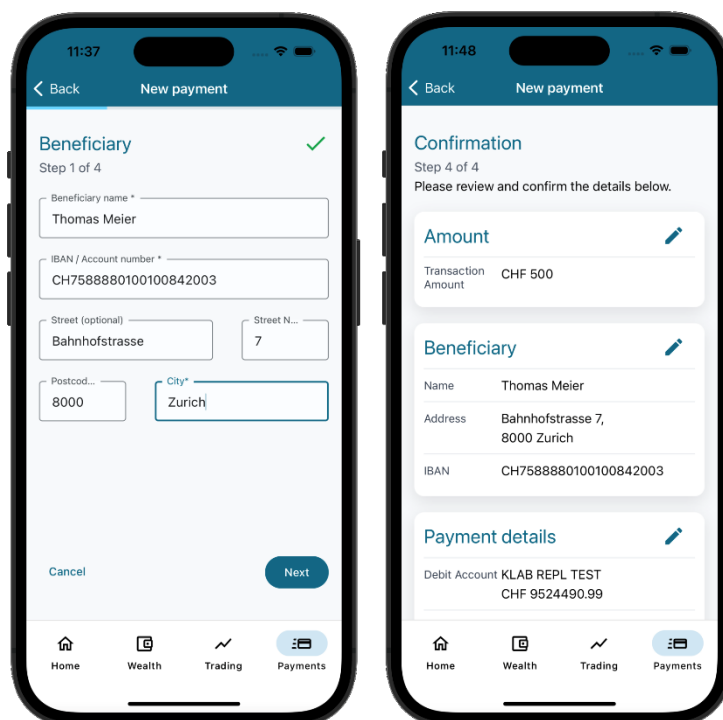 11:37
Back
New payment
Beneficiary
Step 1 of 4
Beneficiary name *
Thomas Meier
IBAN / Account number *
CH7588880100100842003
Street (optional)
Street N...
Bahnhofstrasse
7
Postcod...
City*
8000
Zurich
Cancel
Next
Home
Wealth
Trading
Payments
11:48
Back
New payment
Confirmation
Step 4 of 4
Please review and confirm the details below.
Amount
Transaction
Amount
CHF 500
Beneficiary
Name
Thomas Meier
Address
Bahnhofstrasse 7,
8000 Zurich
IBAN
CH7588880100100842003
Payment details
Debit Account
KLAB REPL TEST
CHF 9524490.99
Home
Wealth
Trading
Payments